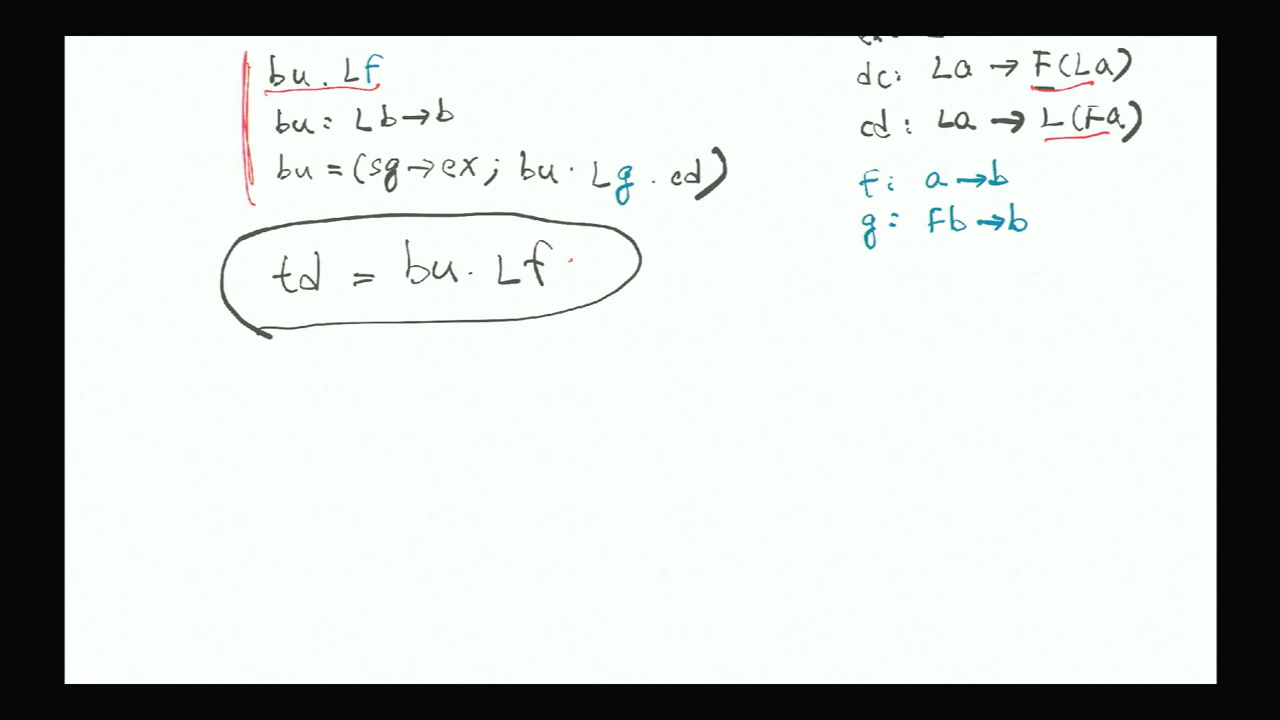 bu . Lf
bu : Lb → b
bu = (sg → ex ; bu · Lg . cd)
td = bu · Lf
dc : La → F(La)
cd : La → L(Fa)
f : a → b
g : Fb → b